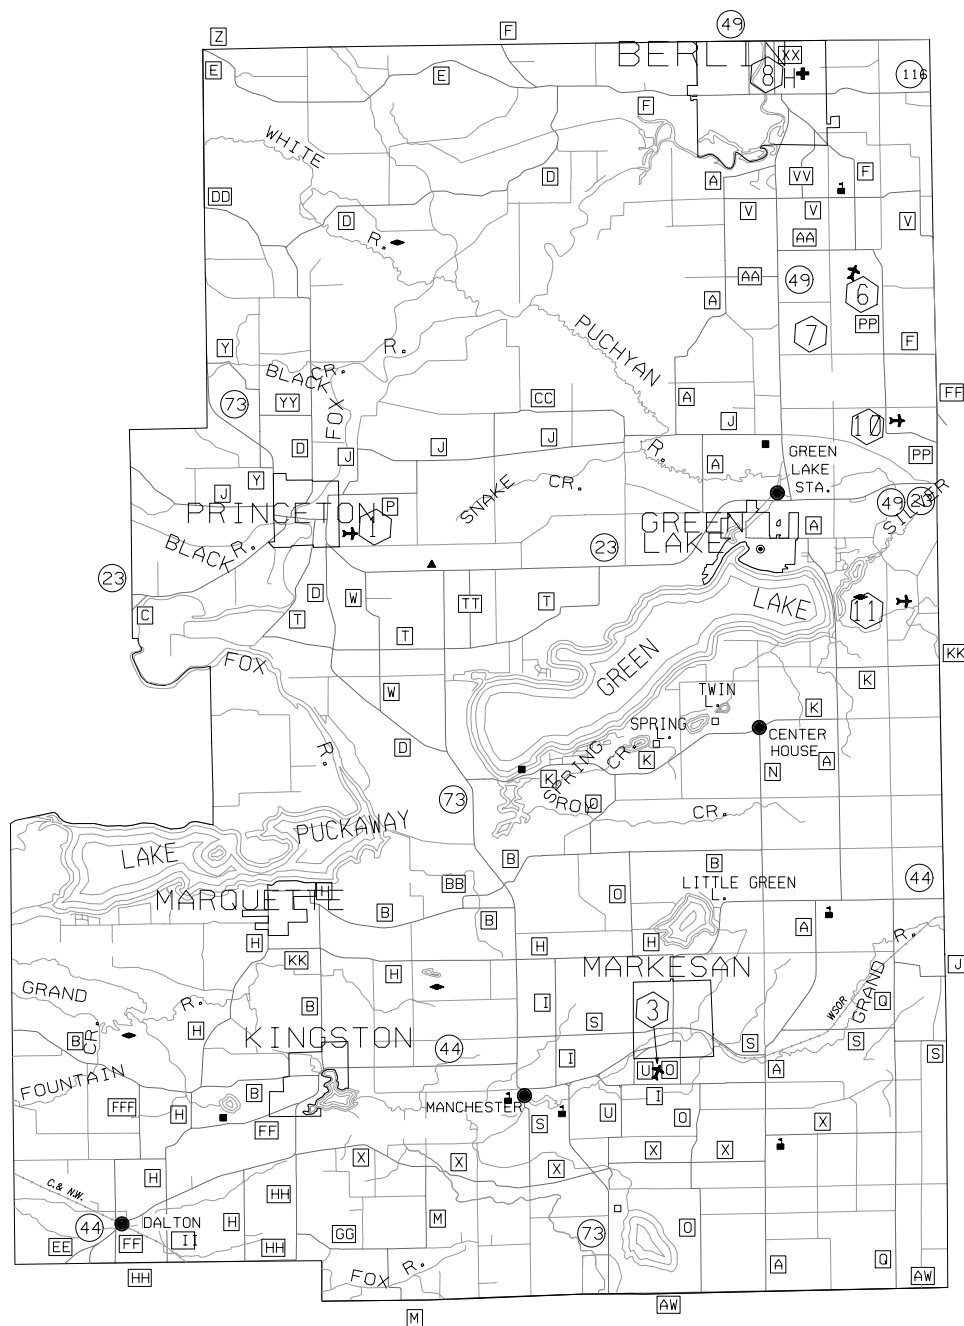 49
F
Z
BERLIN
XX
8
H
E
E
116
F
WHITE
D
A
VV
F
DD
D
V
V
V
R.
AA
AA
49
A
6
PP
7
F
PUCHYAN
R.
Y
BLACK
CR.
73
YY
FOX
CC
A
FF
J
10
D
J
J
J
R.
A
GREEN
LAKE
STA.
PP
J
Y
SNAKE
CR.
PRINCETON
P
1
GREEN
LAKE
A
49
23
SILVER
BLACK
R.
23
23
D
W
TT
T
LAKE
11
C
T
T
FOX
GREEN
KK
W
TWIN
L.
K
K
SPRING
L.
R.
D
SPRING
CR.
K
K
CENTER
HOUSE
N
A
73
ROY
O
CR.
PUCKAWAY
LAKE
B
B
MARQUETTE
H
BB
O
LITTLE GREEN
L.
44
B
B
A
H
KK
H
H
H
R.
GRAND
R.
MARKESAN
J
B
I
3
WSOR
GRAND
Q
B
CR.
H
KINGSTON
44
S
S
S
S
I
FOUNTAIN
B
U
O
A
FFF
H
MANCHESTER
I
U
O
X
FF
S
X
X
X
X
X
H
C.& N.W.
HH
44
DALTON
H
M
GG
73
O
EE
FF
II
HH
A
Q
AW
HH
FOX R.
M
AW